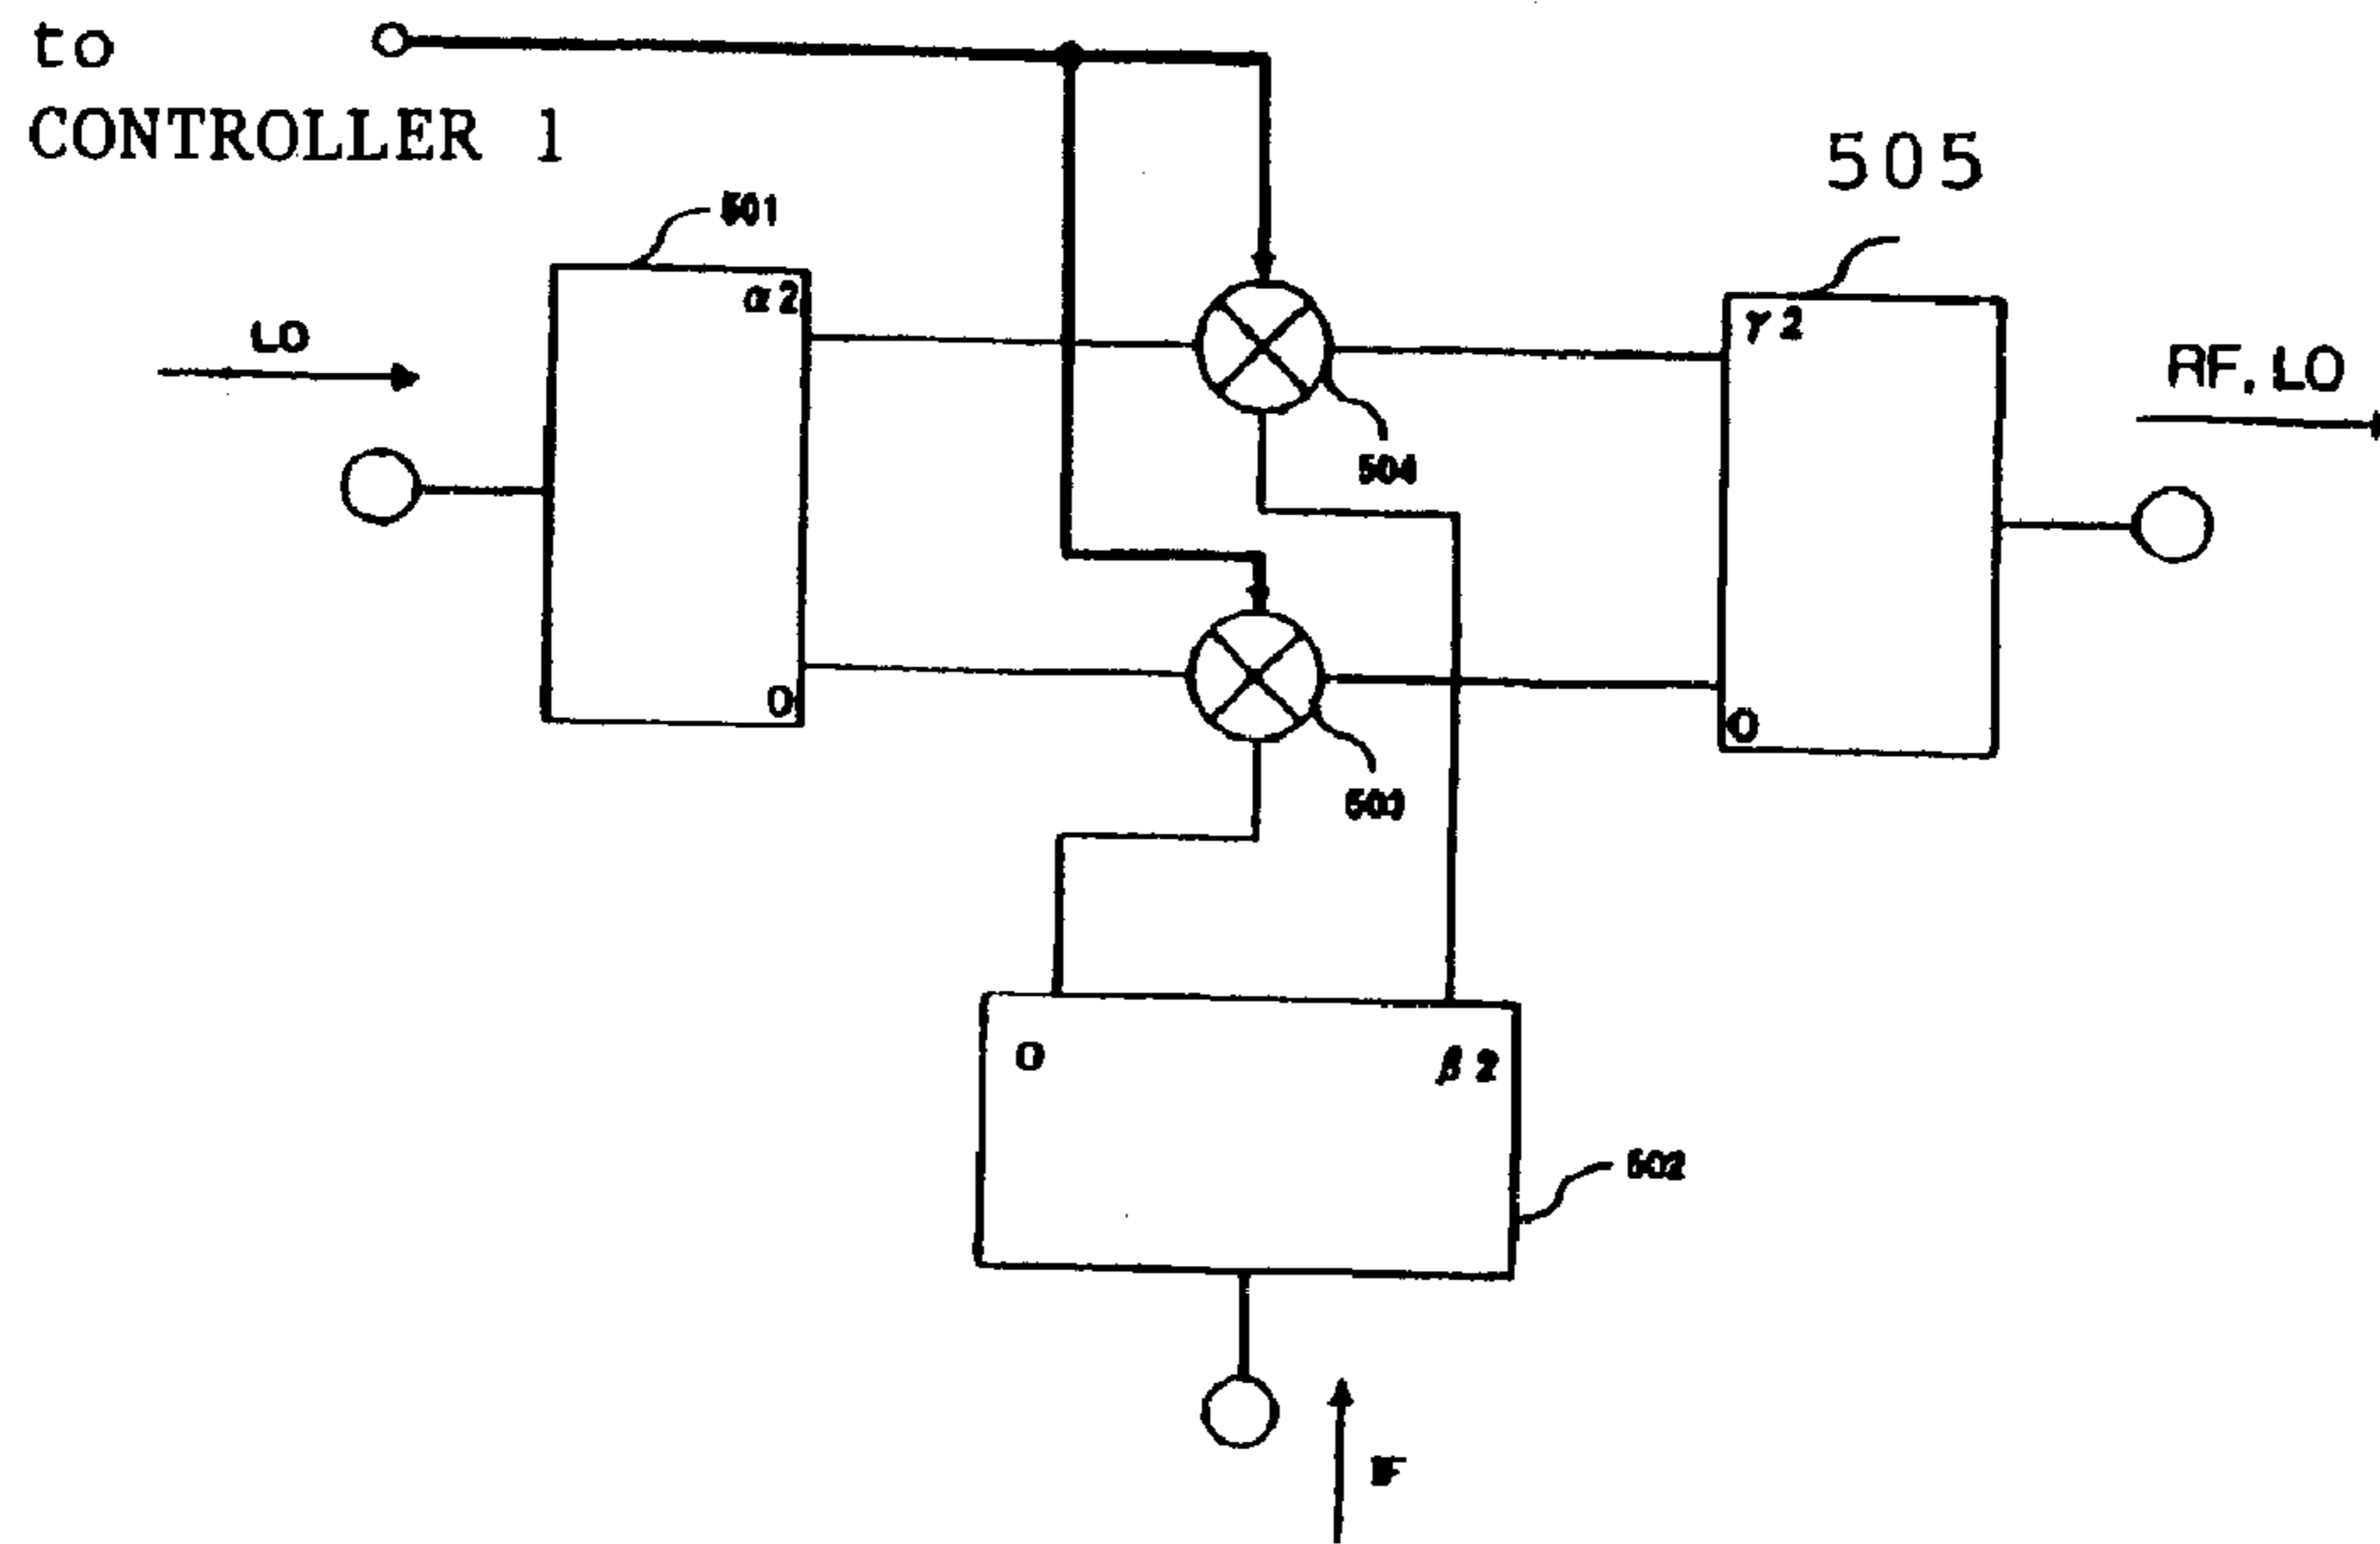 to
CONTROLLER 1
501
505
α2
LO
γ2
RF, LO
504
0
0
503
0
β2
502
IF